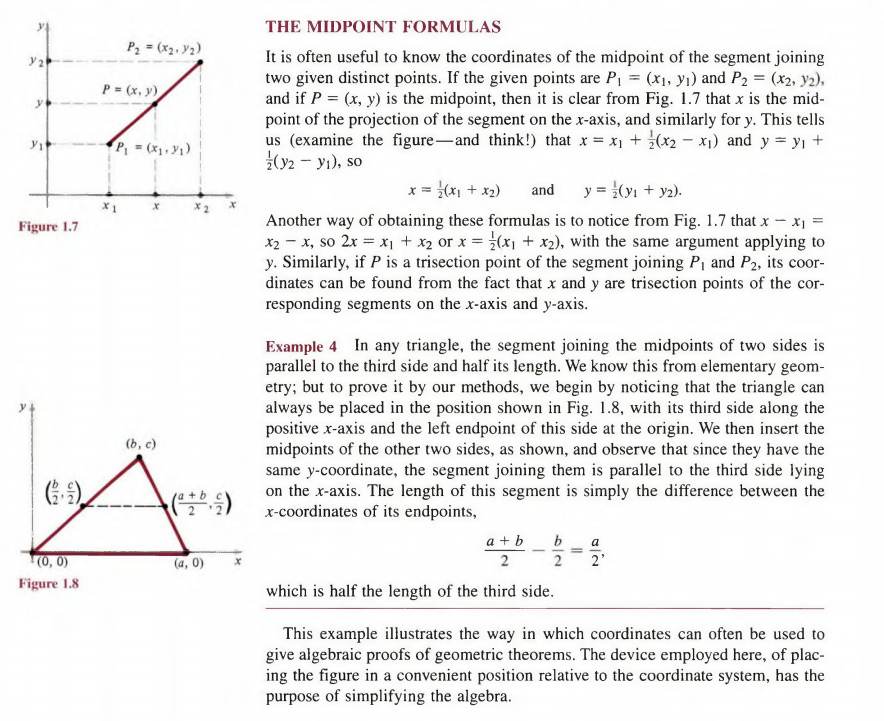 THE MIDPOINT FORMULAS
It is often useful to know the coordinates of the midpoint of the segment joining
two given distinct points. If the given points are P₁ = (x₁, y₁) and P₂ = (x₂, y₂),
and if P = (x, y) is the midpoint, then it is clear from Fig. 1.7 that x is the mid-
point of the projection of the segment on the x-axis, and similarly for y. This tells
us (examine the figure—and think!) that x = x₁ + ½(x₂ − x₁) and y = y₁ +
½(y₂ − y₁), so
x = ½(x₁ + x₂) and y = ½(y₁ + y₂).
Another way of obtaining these formulas is to notice from Fig. 1.7 that x − x₁ =
x₂ − x, so 2x = x₁ + x₂ or x = ½(x₁ + x₂), with the same argument applying to
y. Similarly, if P is a trisection point of the segment joining P₁ and P₂, its coor-
dinates can be found from the fact that x and y are trisection points of the cor-
responding segments on the x-axis and y-axis.
y
y₂
y
y₁
P₂ = (x₂, y₂)
P = (x, y)
P₁ = (x₁, y₁)
x₁ x x₂ x
Figure 1.7
Example 4 In any triangle, the segment joining the midpoints of two sides is
parallel to the third side and half its length. We know this from elementary geom-
etry; but to prove it by our methods, we begin by noticing that the triangle can
always be placed in the position shown in Fig. 1.8, with its third side along the
positive x-axis and the left endpoint of this side at the origin. We then insert the
midpoints of the other two sides, as shown, and observe that since they have the
same y-coordinate, the segment joining them is parallel to the third side lying
on the x-axis. The length of this segment is simply the difference between the
x-coordinates of its endpoints,
(a + b)/2 − b/2 = a/2,
which is half the length of the third side.
y
(b, c)
(b/2, c/2)
((a + b)/2, c/2)
(0, 0) (a, 0) x
Figure 1.8
This example illustrates the way in which coordinates can often be used to
give algebraic proofs of geometric theorems. The device employed here, of plac-
ing the figure in a convenient position relative to the coordinate system, has the
purpose of simplifying the algebra.